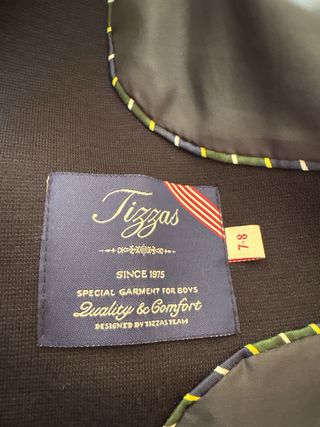 Tizzas
SINCE 1975
SPECIAL GARMENT FOR BOYS
Quality & Comfort
DESIGNED BY TIZZAS TEAM
7-8